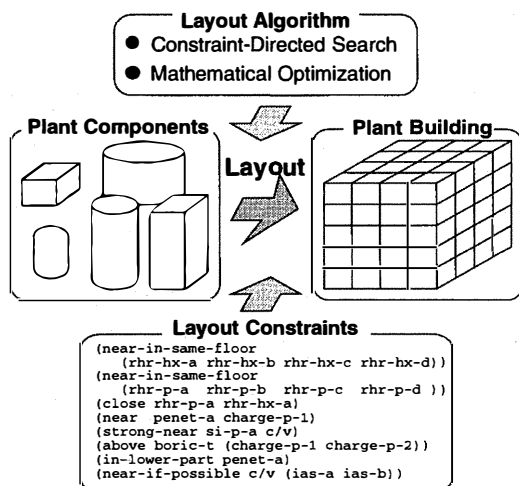 Layout Algorithm
● Constraint-Directed Search
● Mathematical Optimization
Plant Components
Layout
Plant Building
Layout Constraints
(near-in-same-floor
(rhr-hx-a rhr-hx-b rhr-hx-c rhr-hx-d))
(near-in-same-floor
(rhr-p-a rhr-p-b rhr-p-c rhr-p-d ))
(close rhr-p-a rhr-hx-a)
(near penet-a charge-p-1)
(strong-near si-p-a c/v)
(above boric-t (charge-p-1 charge-p-2))
(in-lower-part penet-a)
(near-if-possible c/v (ias-a ias-b))